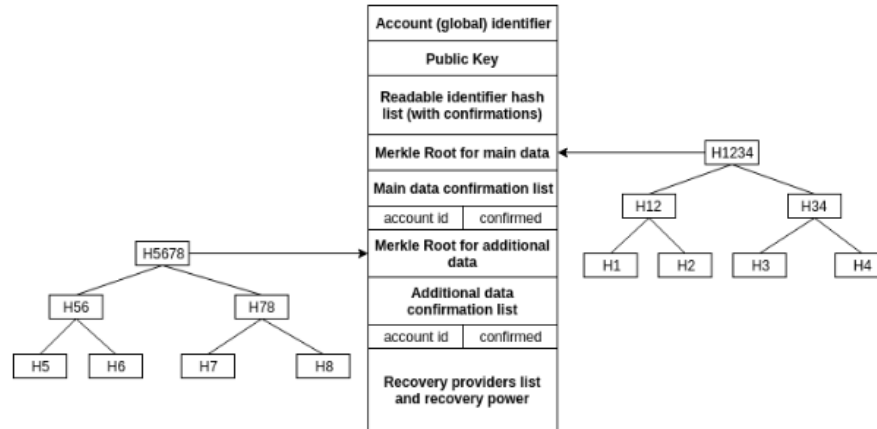 Account (global) identifier
Public Key
Readable identifier hash
list (with confirmations)
Merkle Root for main data
H1234
Main data confirmation list
account id confirmed
H12 H34
Merkle Root for additional
data
H5678
H1 H2 H3 H4
Additional data
confirmation list
H56 H78
account id confirmed
H5 H6 H7 H8
Recovery providers list
and recovery power